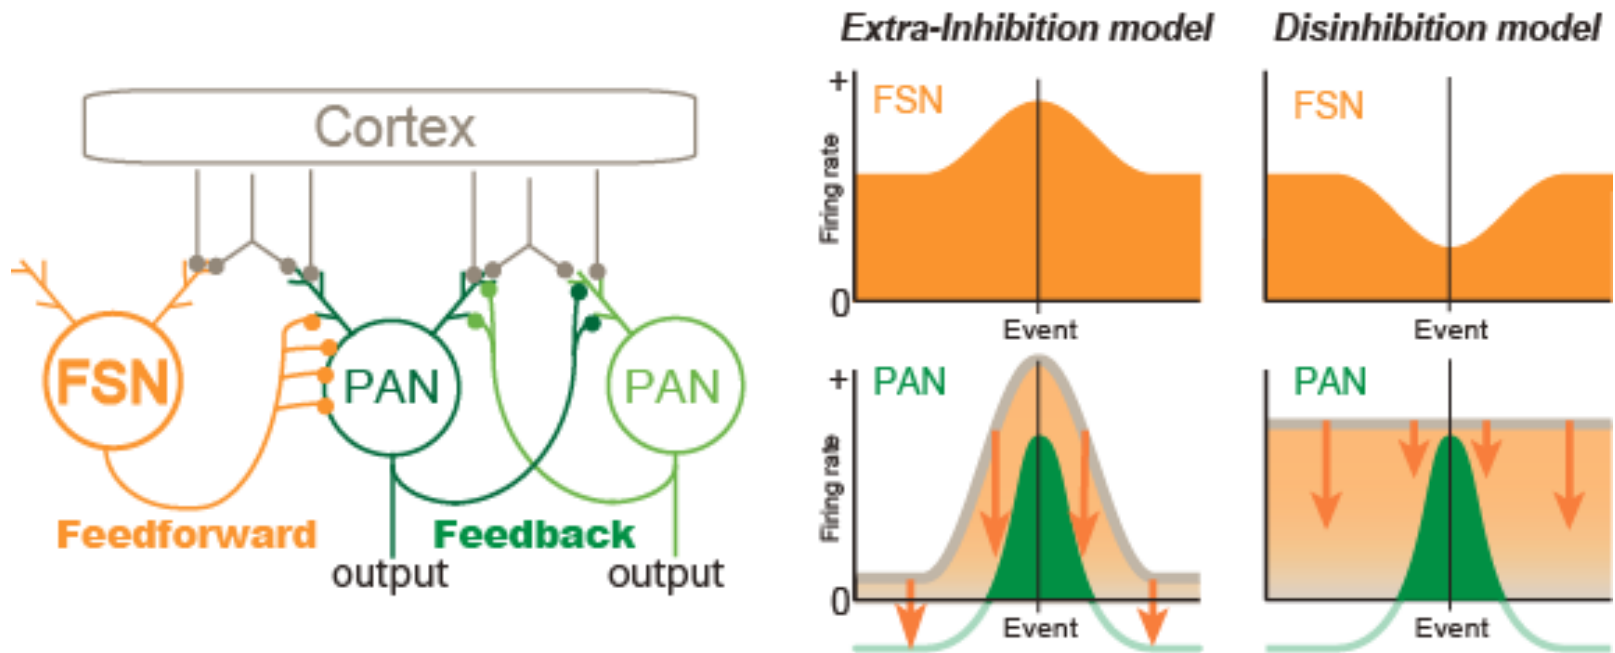 Cortex
FSN
PAN
PAN
Feedforward
Feedback
output
output
Extra-Inhibition model
Disinhibition model
+
FSN
Firing rate
0
Event
FSN
Event
+
PAN
Firing rate
0
Event
PAN
Event